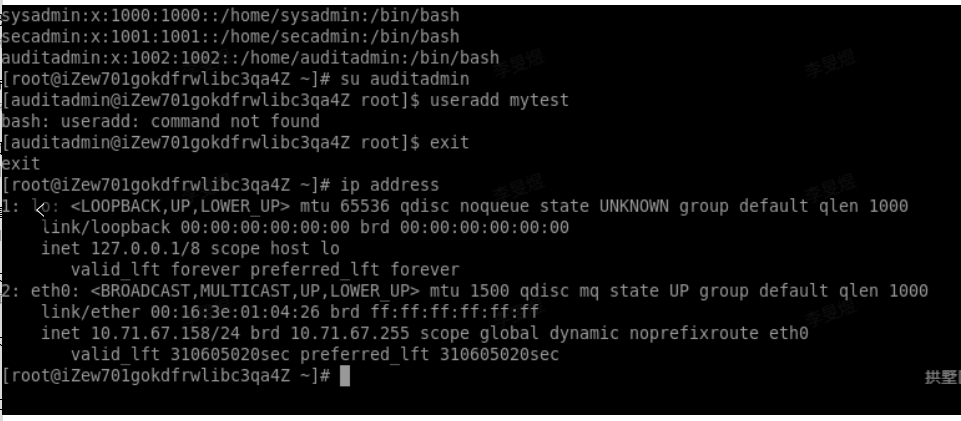 sysadmin:x:1000:1000::/home/sysadmin:/bin/bash
secadmin:x:1001:1001::/home/secadmin:/bin/bash
auditadmin:x:1002:1002::/home/auditadmin:/bin/bash
[root@iZew701gokdfrwlibc3qa4Z ~]# su auditadmin
[auditadmin@iZew701gokdfrwlibc3qa4Z root]$ useradd mytest
bash: useradd: command not found
[auditadmin@iZew701gokdfrwlibc3qa4Z root]$ exit
exit
[root@iZew701gokdfrwlibc3qa4Z ~]# ip address
1: lo: <LOOPBACK,UP,LOWER_UP> mtu 65536 qdisc noqueue state UNKNOWN group default qlen 1000
link/loopback 00:00:00:00:00:00 brd 00:00:00:00:00:00
inet 127.0.0.1/8 scope host lo
valid_lft forever preferred_lft forever
2: eth0: <BROADCAST,MULTICAST,UP,LOWER_UP> mtu 1500 qdisc mq state UP group default qlen 1000
link/ether 00:16:3e:01:04:26 brd ff:ff:ff:ff:ff:ff
inet 10.71.67.158/24 brd 10.71.67.255 scope global dynamic noprefixroute eth0
valid_lft 310605020sec preferred_lft 310605020sec
[root@iZew701gokdfrwlibc3qa4Z ~]#
拱墅